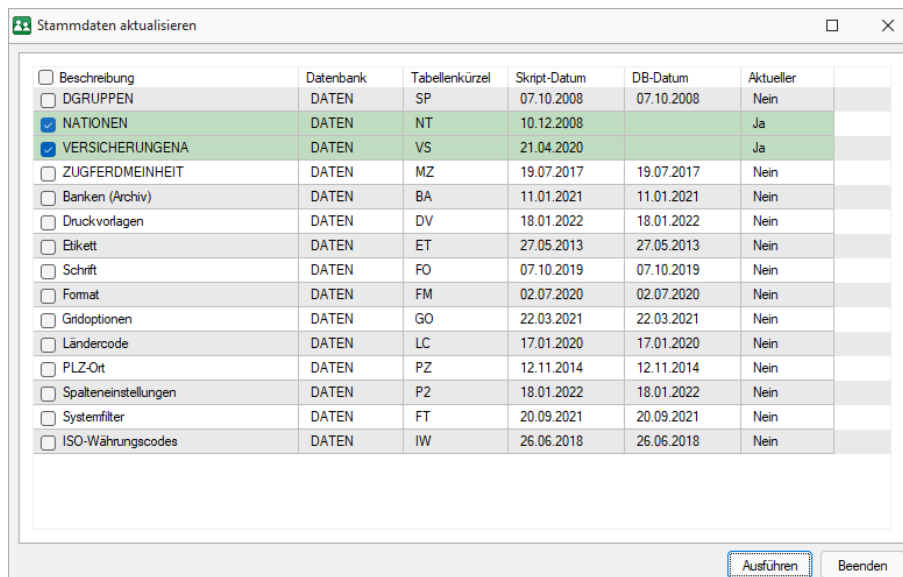 Stammdaten aktualisieren
Beschreibung Datenbank Tabellenkürzel Skript-Datum DB-Datum Aktueller
DGRUPPEN DATEN SP 07.10.2008 07.10.2008 Nein
NATIONEN DATEN NT 10.12.2008 Ja
VERSICHERUNGENA DATEN VS 21.04.2020 Ja
ZUGFERDMEINHEIT DATEN MZ 19.07.2017 19.07.2017 Nein
Banken (Archiv) DATEN BA 11.01.2021 11.01.2021 Nein
Druckvorlagen DATEN DV 18.01.2022 18.01.2022 Nein
Etikett DATEN ET 27.05.2013 27.05.2013 Nein
Schrift DATEN FO 07.10.2019 07.10.2019 Nein
Format DATEN FM 02.07.2020 02.07.2020 Nein
Gridoptionen DATEN GO 22.03.2021 22.03.2021 Nein
Ländercode DATEN LC 17.01.2020 17.01.2020 Nein
PLZ-Ort DATEN PZ 12.11.2014 12.11.2014 Nein
Spalteneinstellungen DATEN P2 18.01.2022 18.01.2022 Nein
Systemfilter DATEN FT 20.09.2021 20.09.2021 Nein
ISO-Währungscodes DATEN IW 26.06.2018 26.06.2018 Nein
Ausführen Beenden